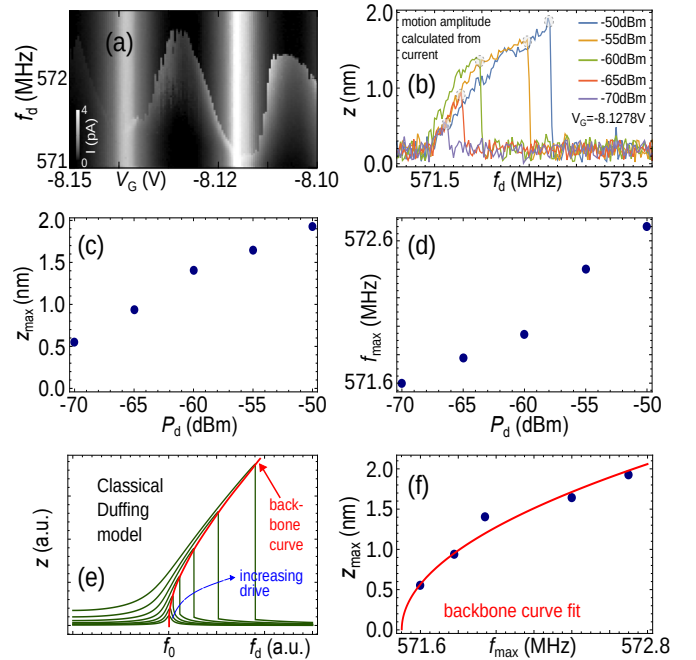 (a)
572
571
f_d (MHz)
4
0
I (pA)
-8.15
V_G (V)
-8.12
-8.10
(b)
motion amplitude
calculated from
current
-50dBm
-55dBm
-60dBm
-65dBm
-70dBm
V_G=-8.1278V
2.0
1.0
0.0
z (nm)
571.5
f_d (MHz)
573.5
(c)
2.0
1.5
1.0
0.5
0.0
z_max (nm)
-70
-65
-60
-55
-50
P_d (dBm)
(d)
572.6
571.6
f_max (MHz)
-70
-65
-60
-55
-50
P_d (dBm)
(e)
Classical
Duffing
model
back-
bone
curve
increasing
drive
z (a.u.)
f_0
f_d (a.u.)
(f)
2.0
1.5
1.0
0.5
0.0
z_max (nm)
backbone curve fit
571.6
f_max (MHz)
572.8